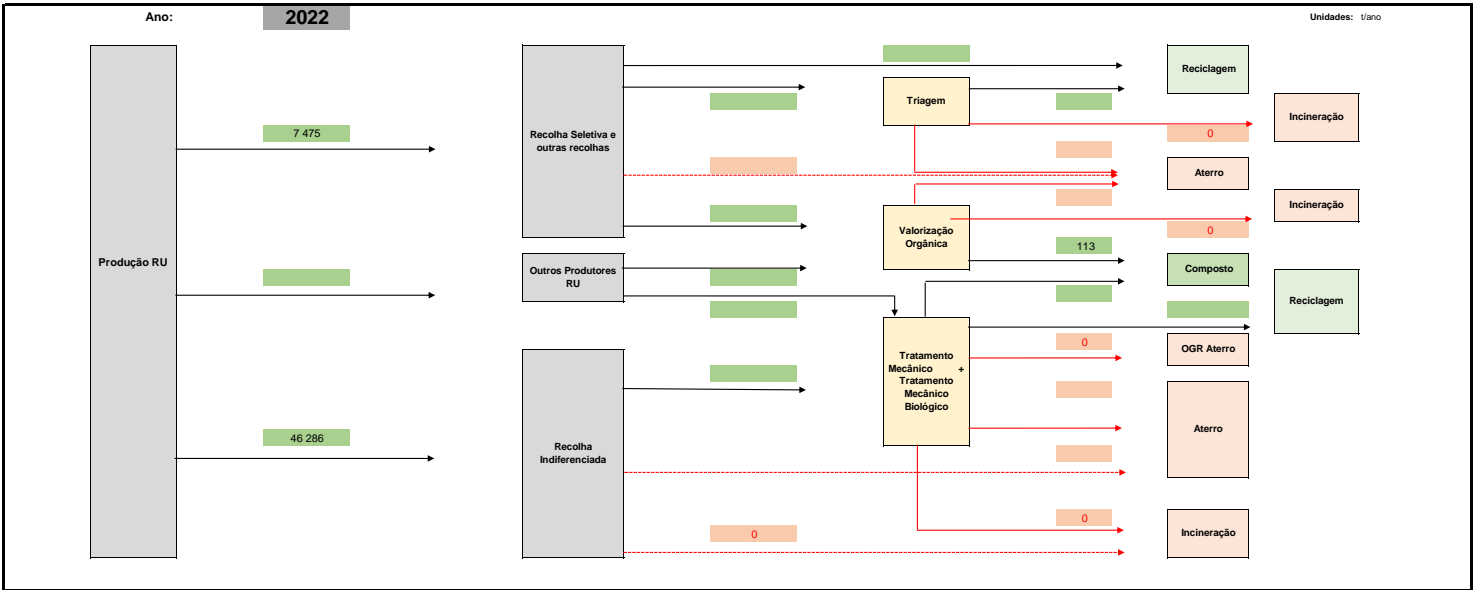 Ano: 2022 Unidades: t/ano
Reciclagem
Triagem
Incineração
7 475
Recolha Seletiva e
outras recolhas
0
Aterro
Incineração
Valorização
Orgânica
0
113
Produção RU
Outros Produtores
RU
Composto
Reciclagem
0
OGR Aterro
Tratamento
Mecânico +
Tratamento
Mecânico
Biológico
46 286
Recolha
Indiferenciada
Aterro
0
0
Incineração